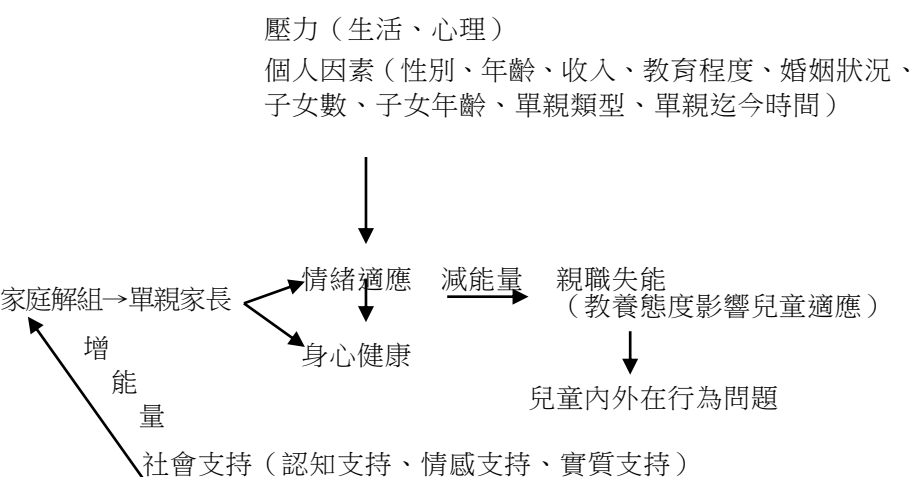 壓力（生活、心理）
個人因素（性別、年齡、收入、教育程度、婚姻狀況、
子女數、子女年齡、單親類型、單親迄今時間）
情緒適應 減能量 親職失能
家庭解組→單親家長
（教養態度影響兒童適應）
增
能
量
身心健康
兒童內外在行為問題
社會支持（認知支持、情感支持、實質支持）